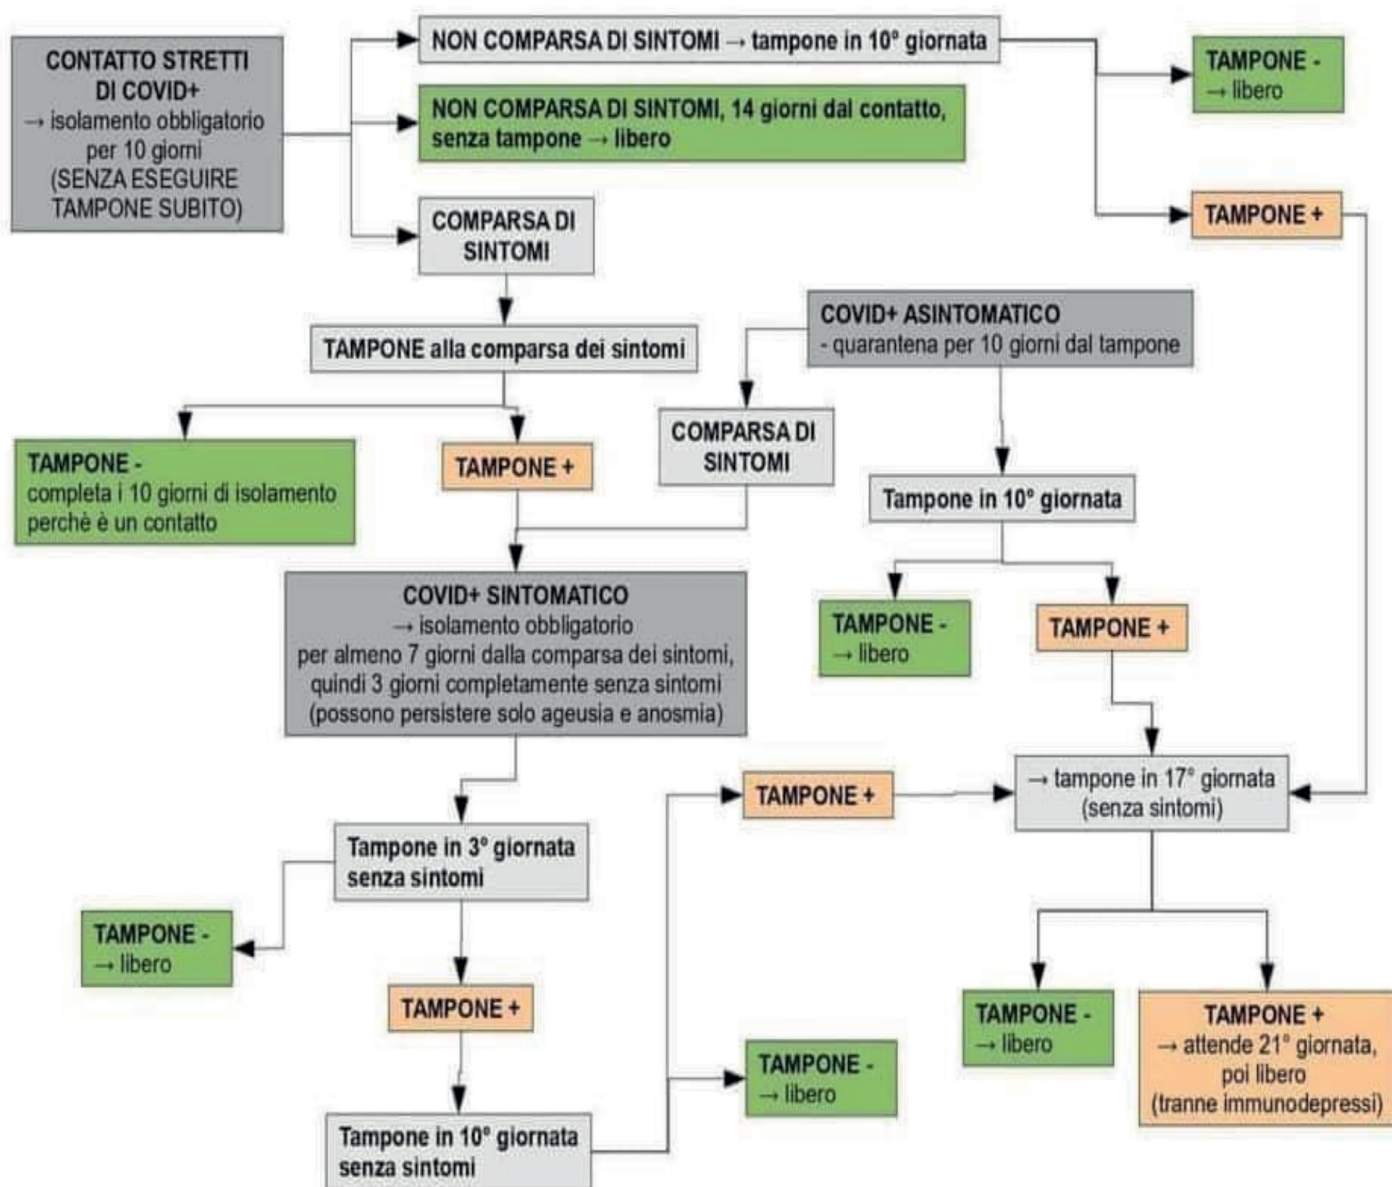 CONTATTO STRETTI
DI COVID+
→ isolamento obbligatorio
per 10 giorni
(SENZA ESEGUIRE
TAMPONE SUBITO)
NON COMPARSA DI SINTOMI → tampone in 10° giornata
NON COMPARSA DI SINTOMI, 14 giorni dal contatto,
senza tampone → libero
TAMPONE -
→ libero
TAMPONE +
COMPARSA DI
SINTOMI
TAMPONE alla comparsa dei sintomi
COVID+ ASINTOMATICO
- quarantena per 10 giorni dal tampone
TAMPONE -
completa i 10 giorni di isolamento
perchè è un contatto
TAMPONE +
COMPARSA DI
SINTOMI
Tampone in 10° giornata
TAMPONE -
→ libero
TAMPONE +
COVID+ SINTOMATICO
→ isolamento obbligatorio
per almeno 7 giorni dalla comparsa dei sintomi,
quindi 3 giorni completamente senza sintomi
(possono persistere solo ageusia e anosmia)
TAMPONE +
→ tampone in 17° giornata
(senza sintomi)
Tampone in 3° giornata
senza sintomi
TAMPONE -
→ libero
TAMPONE +
TAMPONE -
→ libero
TAMPONE +
→ attende 21° giornata,
poi libero
(tranne immunodepressi)
TAMPONE -
→ libero
Tampone in 10° giornata
senza sintomi